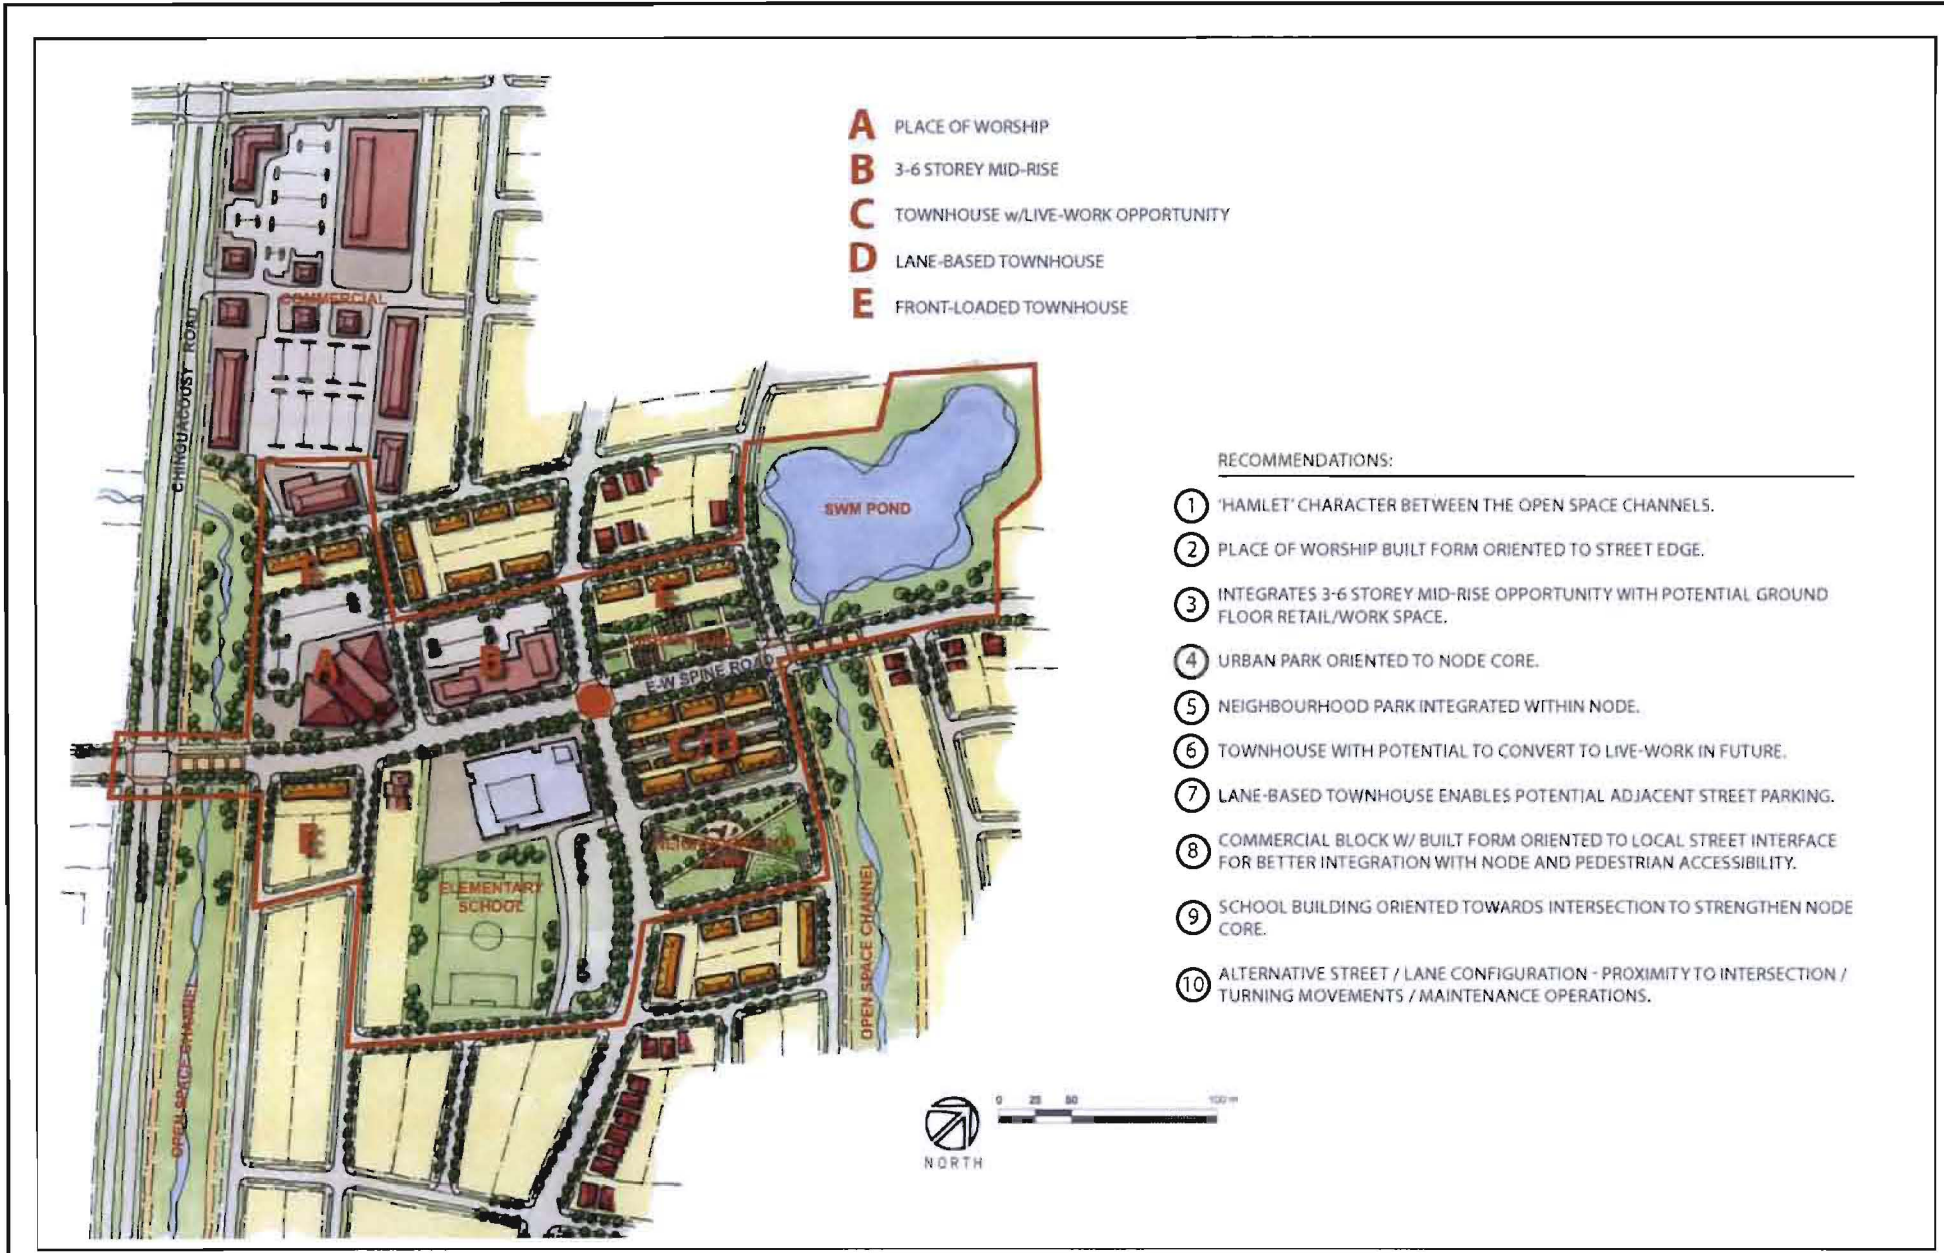 A PLACE OF WORSHIP
B 3-6 STOREY MID-RISE
C TOWNHOUSE w/LIVE-WORK OPPORTUNITY
D LANE-BASED TOWNHOUSE
E FRONT-LOADED TOWNHOUSE
COMMERCIAL
CHINGUACOUSY ROAD
SWM POND
E
E
A
B
E-W SPINE ROAD
C/D
E
ELEMENTARY
SCHOOL
OPEN SPACE CHANNEL
OPEN SPACE CHANNEL
RECOMMENDATIONS:
1 'HAMLET' CHARACTER BETWEEN THE OPEN SPACE CHANNELS.
2 PLACE OF WORSHIP BUILT FORM ORIENTED TO STREET EDGE.
3 INTEGRATES 3-6 STOREY MID-RISE OPPORTUNITY WITH POTENTIAL GROUND
FLOOR RETAIL/WORK SPACE.
4 URBAN PARK ORIENTED TO NODE CORE.
5 NEIGHBOURHOOD PARK INTEGRATED WITHIN NODE.
6 TOWNHOUSE WITH POTENTIAL TO CONVERT TO LIVE-WORK IN FUTURE.
7 LANE-BASED TOWNHOUSE ENABLES POTENTIAL ADJACENT STREET PARKING.
8 COMMERCIAL BLOCK W/ BUILT FORM ORIENTED TO LOCAL STREET INTERFACE
FOR BETTER INTEGRATION WITH NODE AND PEDESTRIAN ACCESSIBILITY.
9 SCHOOL BUILDING ORIENTED TOWARDS INTERSECTION TO STRENGTHEN NODE
CORE.
10 ALTERNATIVE STREET / LANE CONFIGURATION - PROXIMITY TO INTERSECTION /
TURNING MOVEMENTS / MAINTENANCE OPERATIONS.
0 25 50 100 m
NORTH